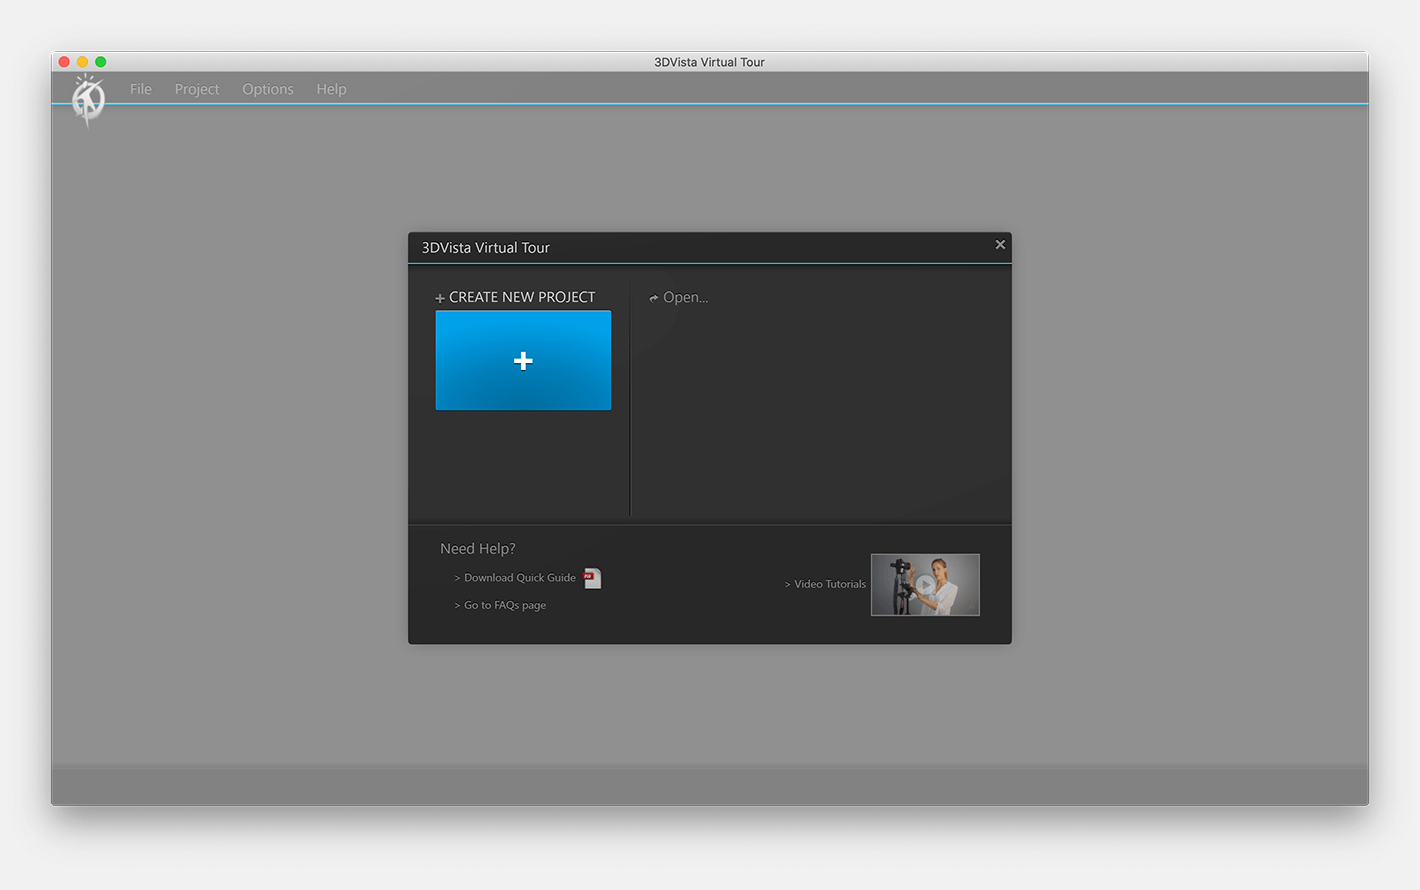 3DVista Virtual Tour
File Project Options Help
3DVista Virtual Tour
+ CREATE NEW PROJECT
Open...
Need Help?
> Download Quick Guide
PDF
> Go to FAQs page
> Video Tutorials